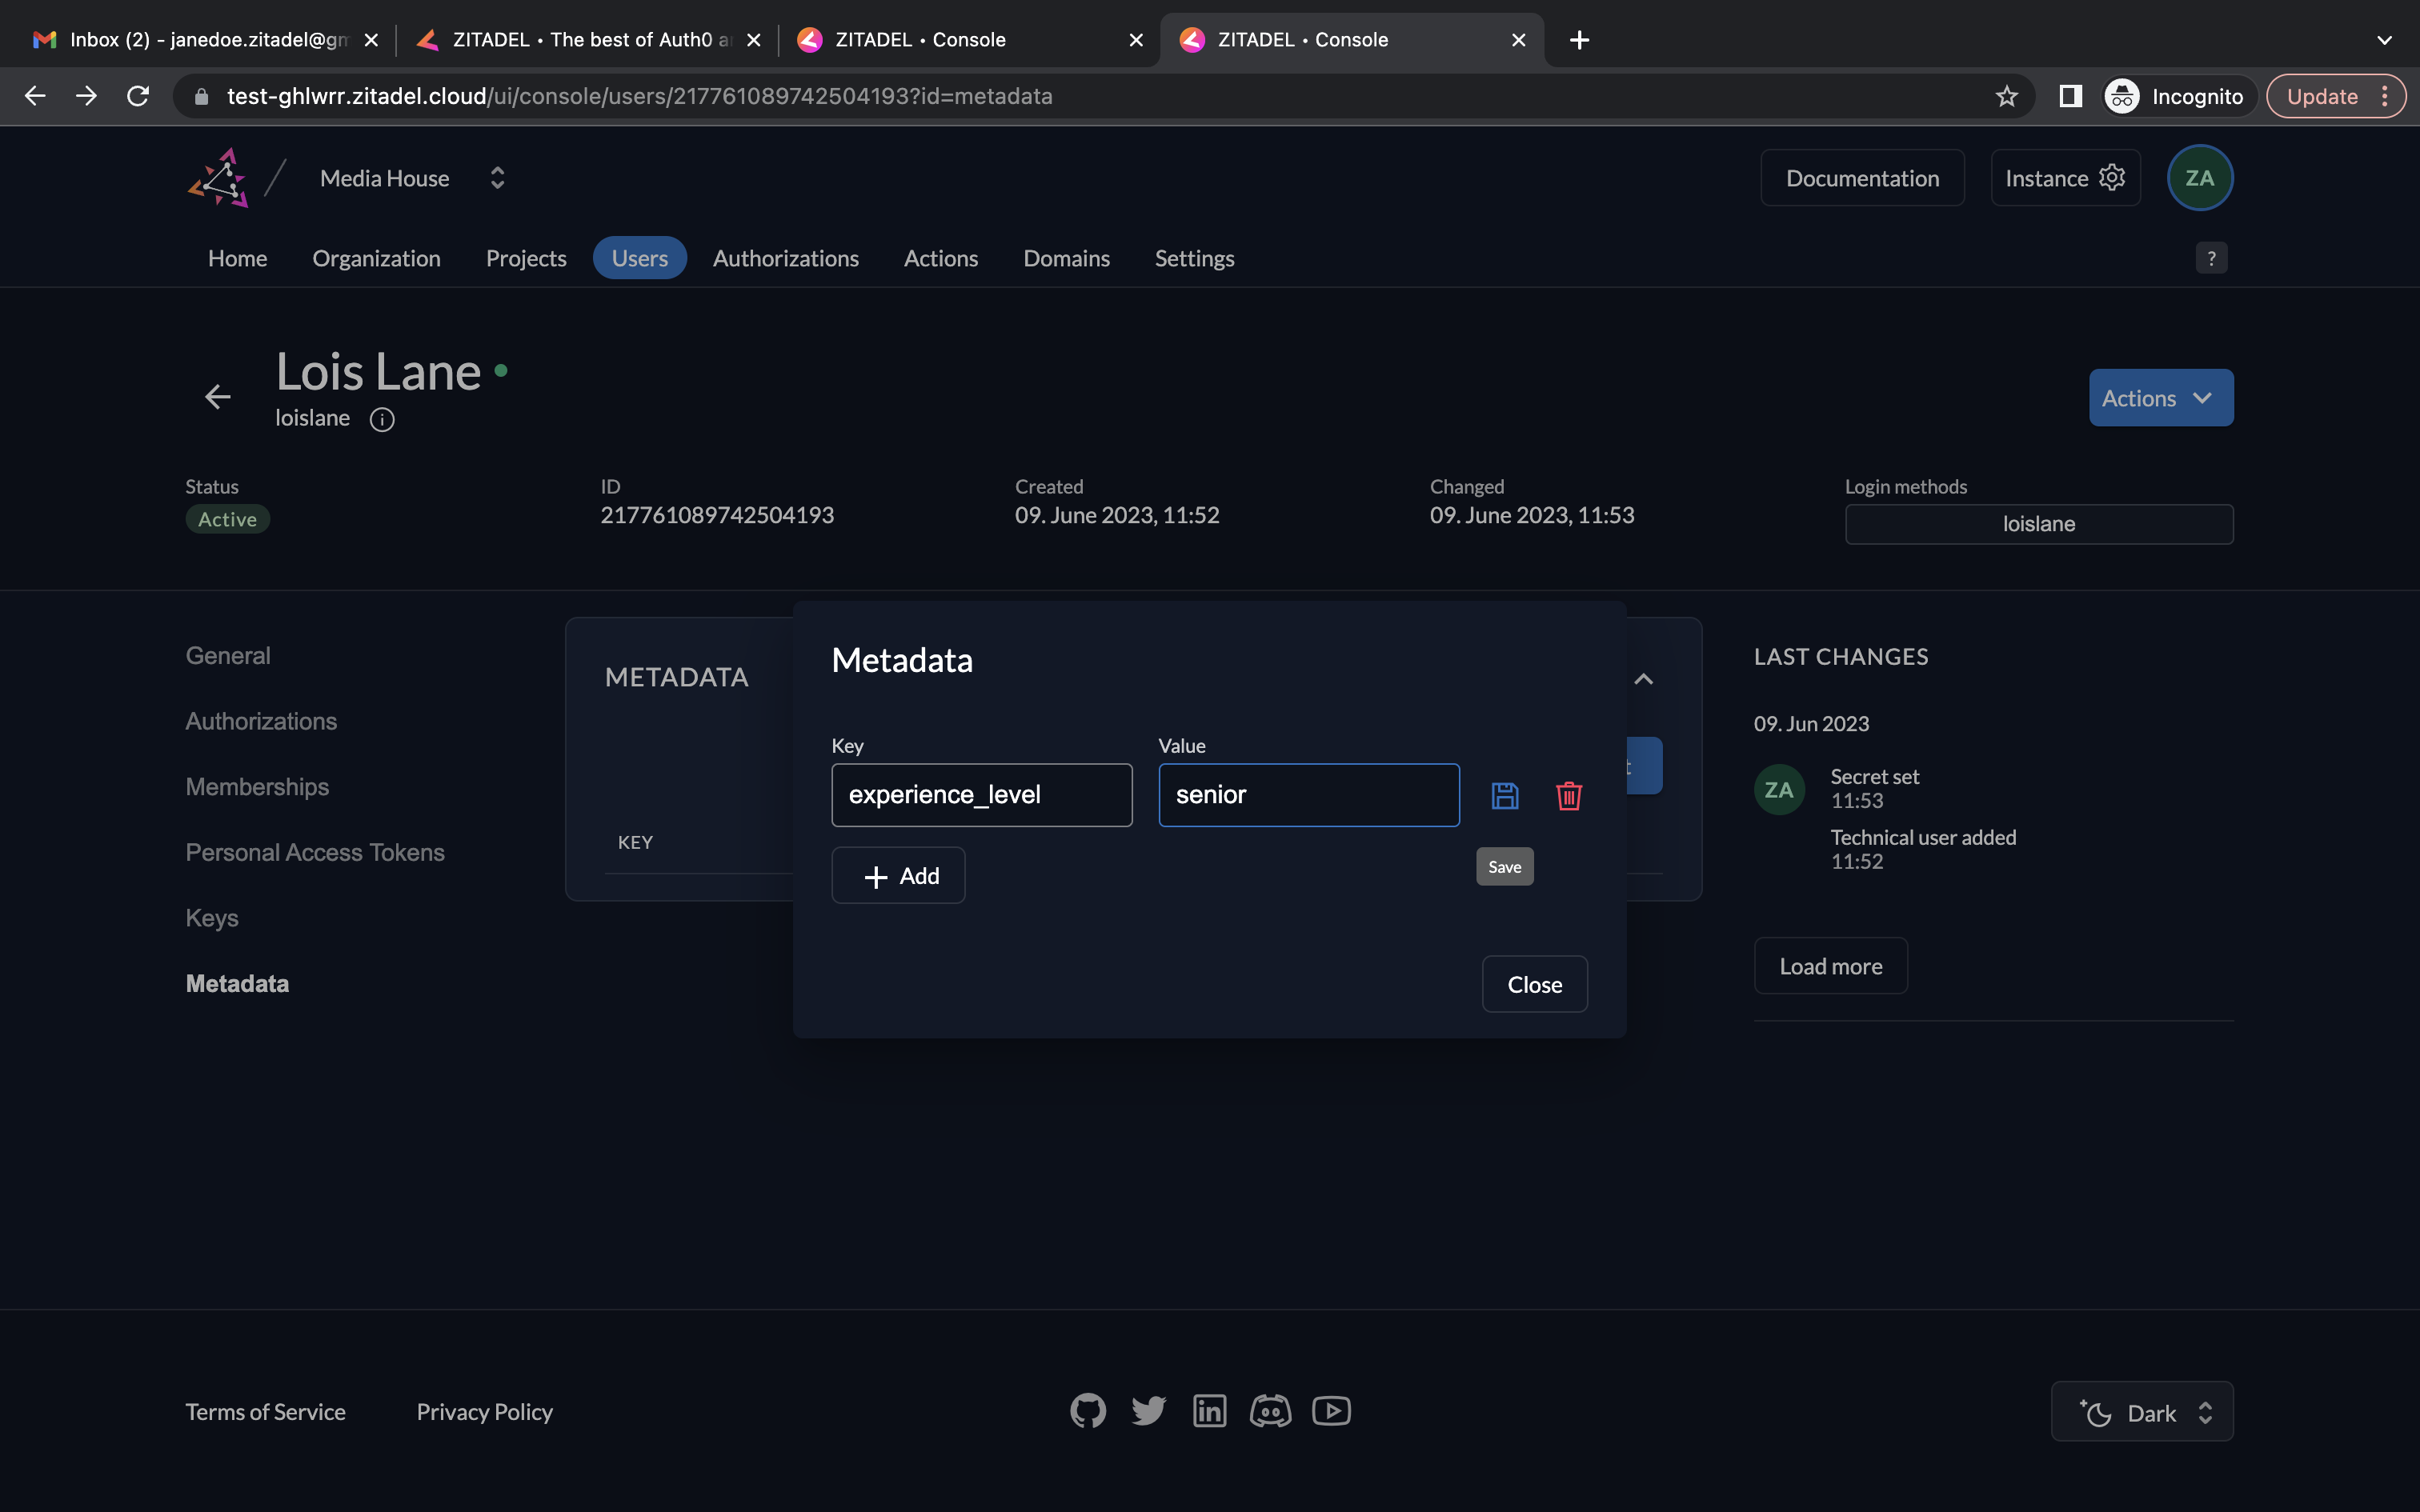 Inbox (2) - janedoe.zitadel@gm
ZITADEL • The best of Auth0 a
ZITADEL • Console
ZITADEL • Console
test-ghlwrr.zitadel.cloud/ui/console/users/217761089742504193?id=metadata
Incognito
Update
Media House
Documentation
Instance
ZA
Home
Organization
Projects
Users
Authorizations
Actions
Domains
Settings
?
Lois Lane
loislane
Actions
Status
Active
ID
217761089742504193
Created
09. June 2023, 11:52
Changed
09. June 2023, 11:53
Login methods
loislane
General
Authorizations
Memberships
Personal Access Tokens
Keys
Metadata
METADATA
KEY
Metadata
Key
Value
experience_level
senior
Add
Save
Close
LAST CHANGES
09. Jun 2023
ZA
Secret set
11:53
Technical user added
11:52
Load more
Terms of Service
Privacy Policy
Dark